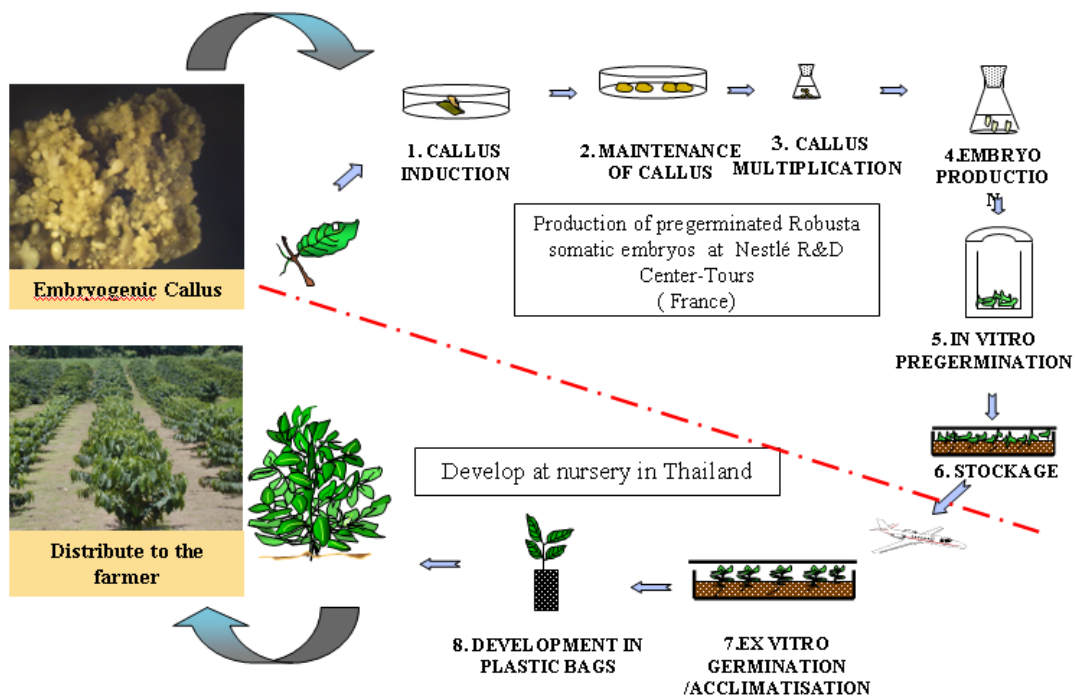 1. CALLUS
INDUCTION
2. MAINTENANCE
OF CALLUS
3. CALLUS
MULTIPLICATION
4.EMBRYO
PRODUCTIO
N
Embryogenic Callus
Production of pregerminated Robusta
somatic embryos at Nestlé R&D
Center-Tours
( France)
5. IN VITRO
PREGERMINATION
6. STOCKAGE
Develop at nursery in Thailand
Distribute to the
farmer
8. DEVELOPMENT IN
PLASTIC BAGS
7.EX VITRO
GERMINATION
/ACCLIMATISATION